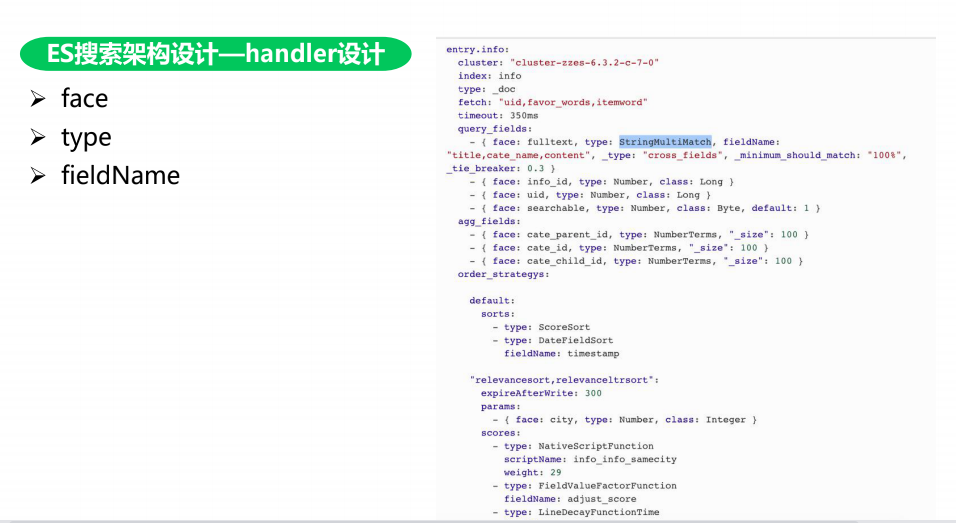 ES搜索架构设计—handler设计
➢ face
➢ type
➢ fieldName
entry.info:
cluster: "cluster-zzes-6.3.2-c-7-0"
index: info
type: _doc
fetch: "uid,favor_words,itemword"
timeout: 350ms
query_fields:
- { face: fulltext, type: StringMultiMatch, fieldName:
"title,cate_name,content", _type: "cross_fields", _minimum_should_match: "100%",
_tie_breaker: 0.3 }
- { face: info_id, type: Number, class: Long }
- { face: uid, type: Number, class: Long }
- { face: searchable, type: Number, class: Byte, default: 1 }
agg_fields:
- { face: cate_parent_id, type: NumberTerms, "_size": 100 }
- { face: cate_id, type: NumberTerms, "_size": 100 }
- { face: cate_child_id, type: NumberTerms, "_size": 100 }
order_strategys:
default:
sorts:
- type: ScoreSort
- type: DateFieldSort
fieldName: timestamp
"relevancesort,relevanceltrsort":
expireAfterWrite: 300
params:
- { face: city, type: Number, class: Integer }
scores:
- type: NativeScriptFunction
scriptName: info_info_samecity
weight: 29
- type: FieldValueFactorFunction
fieldName: adjust_score
- type: LineDecayFunctionTime